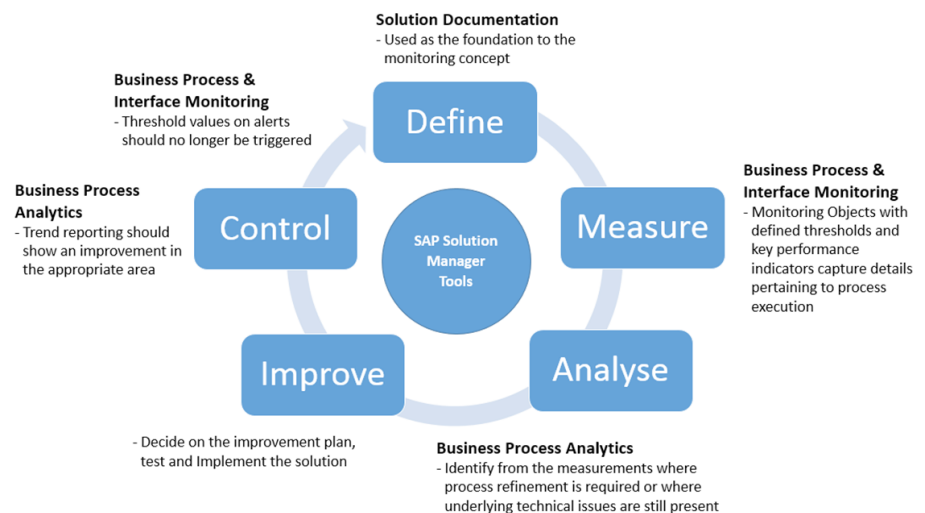 Solution Documentation
- Used as the foundation to the
monitoring concept
Define
Business Process &
Interface Monitoring
- Monitoring Objects with
defined thresholds and
key performance
indicators capture details
pertaining to process
execution
Measure
Analyse
Business Process Analytics
- Identify from the measurements where
process refinement is required or where
underlying technical issues are still present
Improve
- Decide on the improvement plan,
test and Implement the solution
Control
Business Process
Analytics
- Trend reporting should
show an improvement in
the appropriate area
Business Process &
Interface Monitoring
- Threshold values on alerts
should no longer be triggered
SAP Solution
Manager
Tools